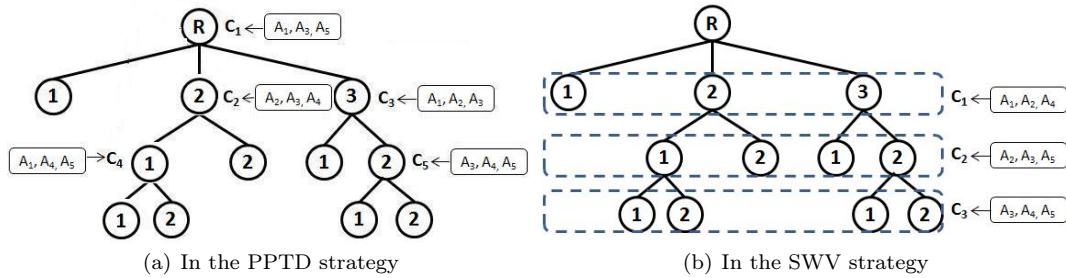 R C₁ A₁, A₃, A₅
1 2 C₂ A₂, A₃, A₄ 3 C₃ A₁, A₂, A₃
A₁, A₄, A₅ C₄ 1 2 1 2 C₅ A₃, A₄, A₅
1 2 1 2
(a) In the PPTD strategy
R
1 2 3 C₁ A₁, A₂, A₄
1 2 1 2 C₂ A₂, A₃, A₅
1 2 1 2 C₃ A₃, A₄, A₅
(b) In the SWV strategy